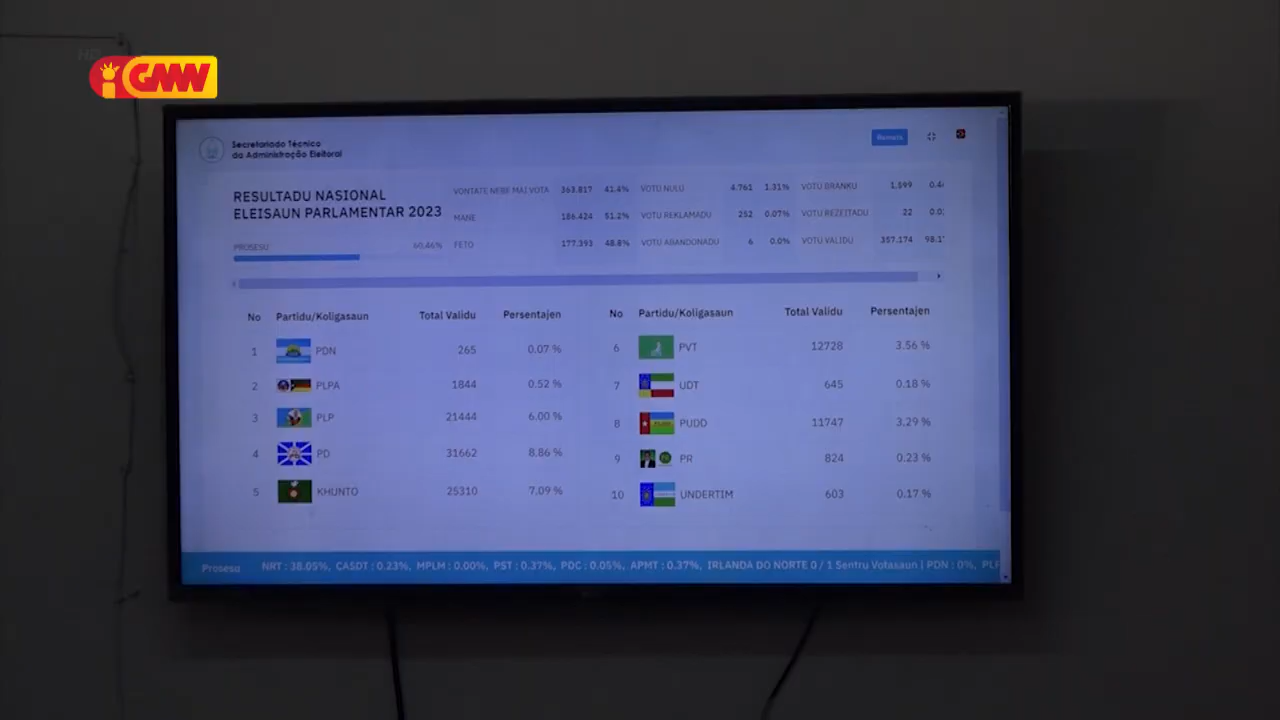 GMW
Secretariado Técnico
da Administração Eleitoral
RESULTADU NASIONAL
ELEISAUN PARLAMENTAR 2023
PROSESU 60.46%
VONTATE NEBE MAI VOTA 363.817 41.4%
MANE 186.424 51.2%
FETO 177.393 48.8%
VOTU NULU 4.761 1.31%
VOTU REKLAMADU 252 0.07%
VOTU ABANDONADU 6 0.0%
VOTU BRANKU 1.599
VOTU REZEITADU 22
VOTU VALIDU 357.174
No Partidu/Koligasaun Total Validu Persentajen
1 PDN 265 0.07 %
2 PLPA 1844 0.52 %
3 PLP 21444 6.00 %
4 PD 31662 8.86 %
5 KHUNTO 25310 7.09 %
No Partidu/Koligasaun Total Validu Persentajen
6 PVT 12728 3.56 %
7 UDT 645 0.18 %
8 PUDD 11747 3.29 %
9 PR 824 0.23 %
10 UNDERTIM 603 0.17 %
Prosesu NRT : 38.05%, CASDT : 0.23%, MPLM : 0.00%, PST : 0.37%, PDC : 0.05%, APMT : 0.37%, IRLANDA DO NORTE 0 / 1 Sentru Votasaun | PDN : 0%, PLP